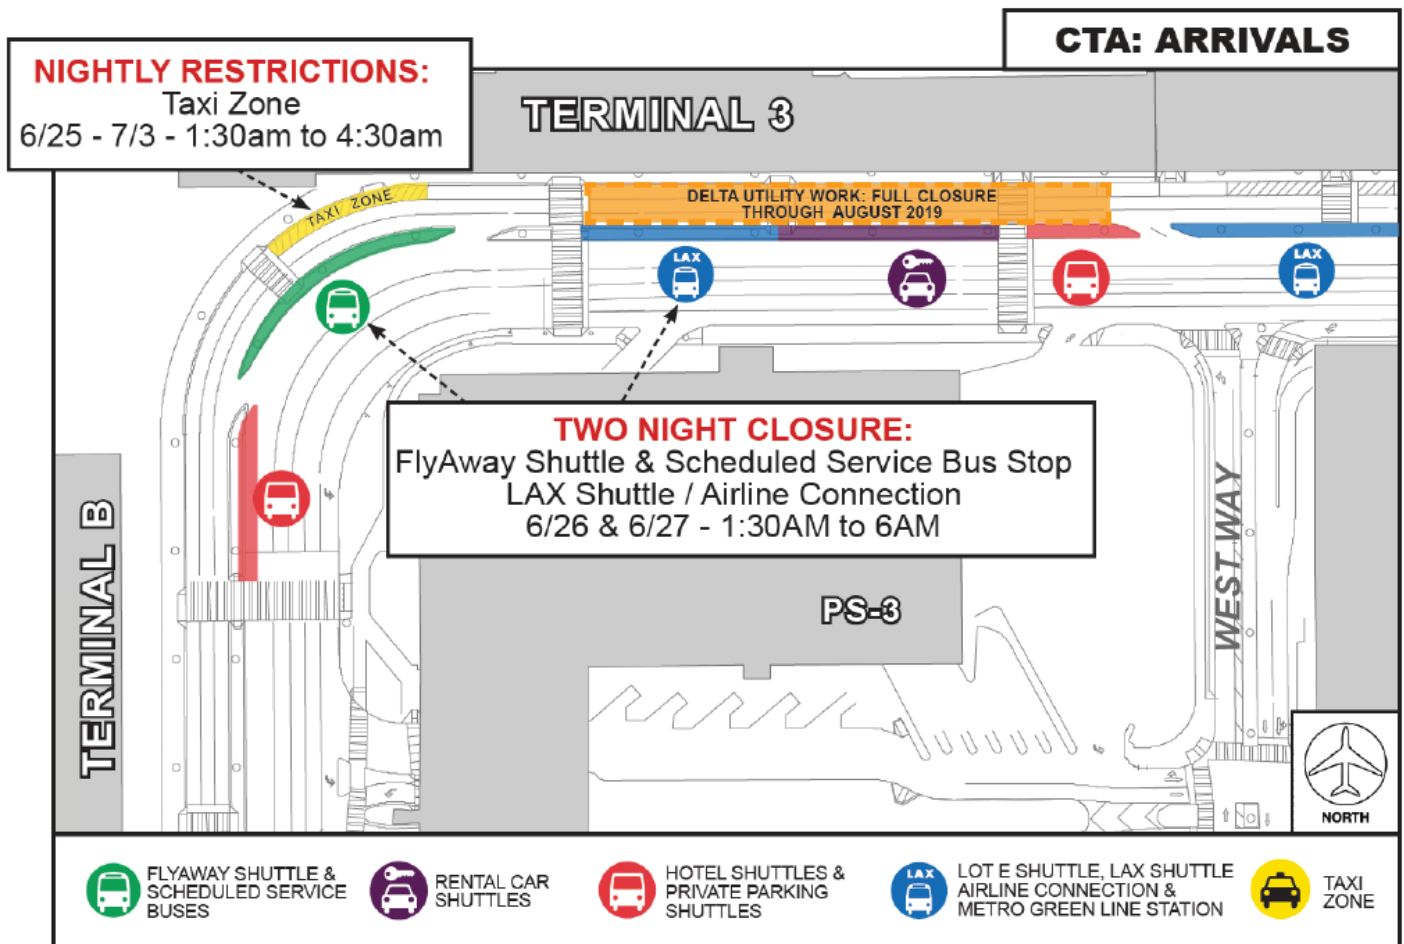 CTA: ARRIVALS
NIGHTLY RESTRICTIONS:
Taxi Zone
6/25 - 7/3 - 1:30am to 4:30am
TERMINAL 3
TAXI ZONE
DELTA UTILITY WORK: FULL CLOSURE
THROUGH AUGUST 2019
LAX
LAX
TWO NIGHT CLOSURE:
FlyAway Shuttle & Scheduled Service Bus Stop
LAX Shuttle / Airline Connection
6/26 & 6/27 - 1:30AM to 6AM
TERMINAL B
PS-3
WEST WAY
NORTH
FLYAWAY SHUTTLE &
SCHEDULED SERVICE
BUSES
RENTAL CAR
SHUTTLES
HOTEL SHUTTLES &
PRIVATE PARKING
SHUTTLES
LAX
LOT E SHUTTLE, LAX SHUTTLE
AIRLINE CONNECTION &
METRO GREEN LINE STATION
TAXI
ZONE